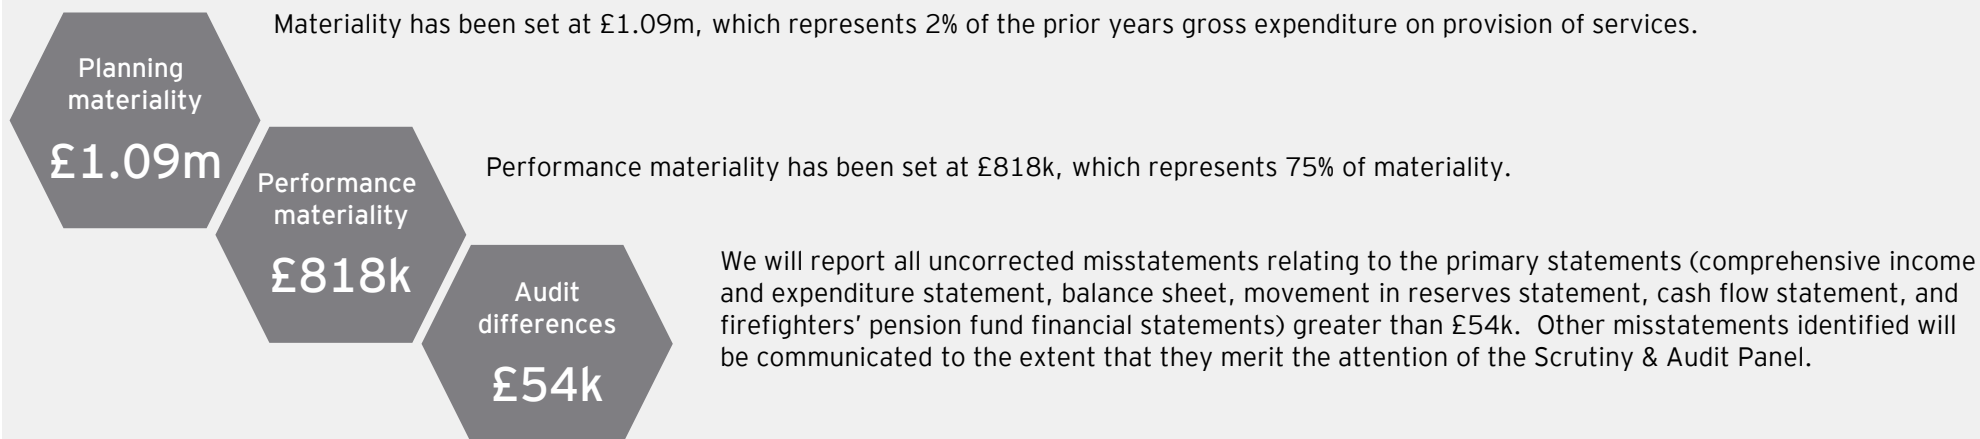 Materiality has been set at £1.09m, which represents 2% of the prior years gross expenditure on provision of services.
Planning
materiality
£1.09m
Performance materiality has been set at £818k, which represents 75% of materiality.
Performance
materiality
£818k
We will report all uncorrected misstatements relating to the primary statements (comprehensive income
and expenditure statement, balance sheet, movement in reserves statement, cash flow statement, and
firefighters’ pension fund financial statements) greater than £54k.  Other misstatements identified will
be communicated to the extent that they merit the attention of the Scrutiny & Audit Panel.
Audit
differences
£54k